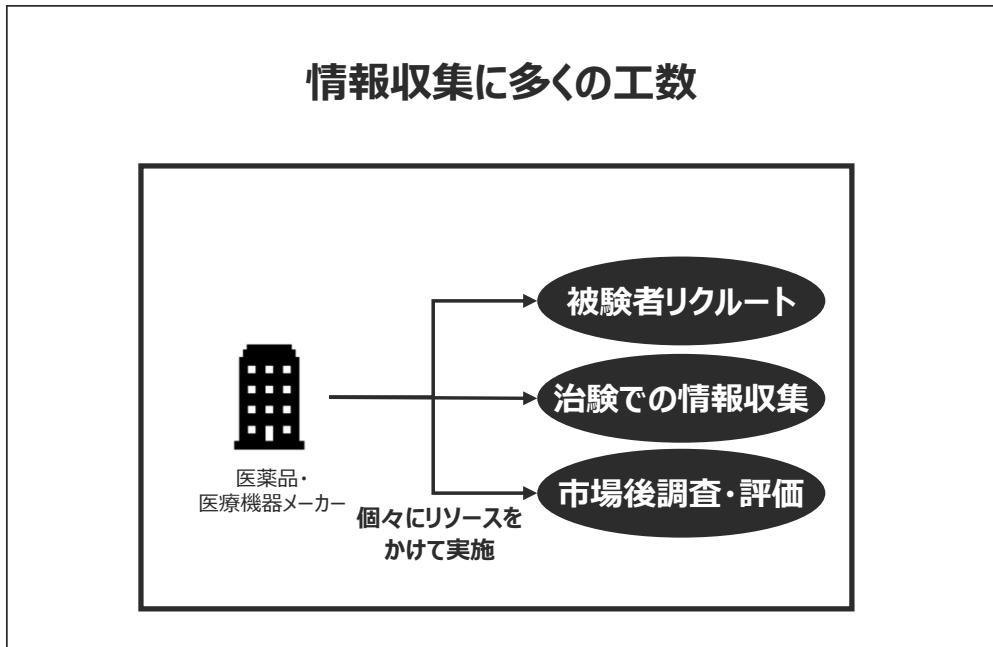 情報収集に多くの工数
被験者リクルート
治験での情報収集
医薬品・
医療機器メーカー
市場後調査・評価
個々にリソースを
かけて実施